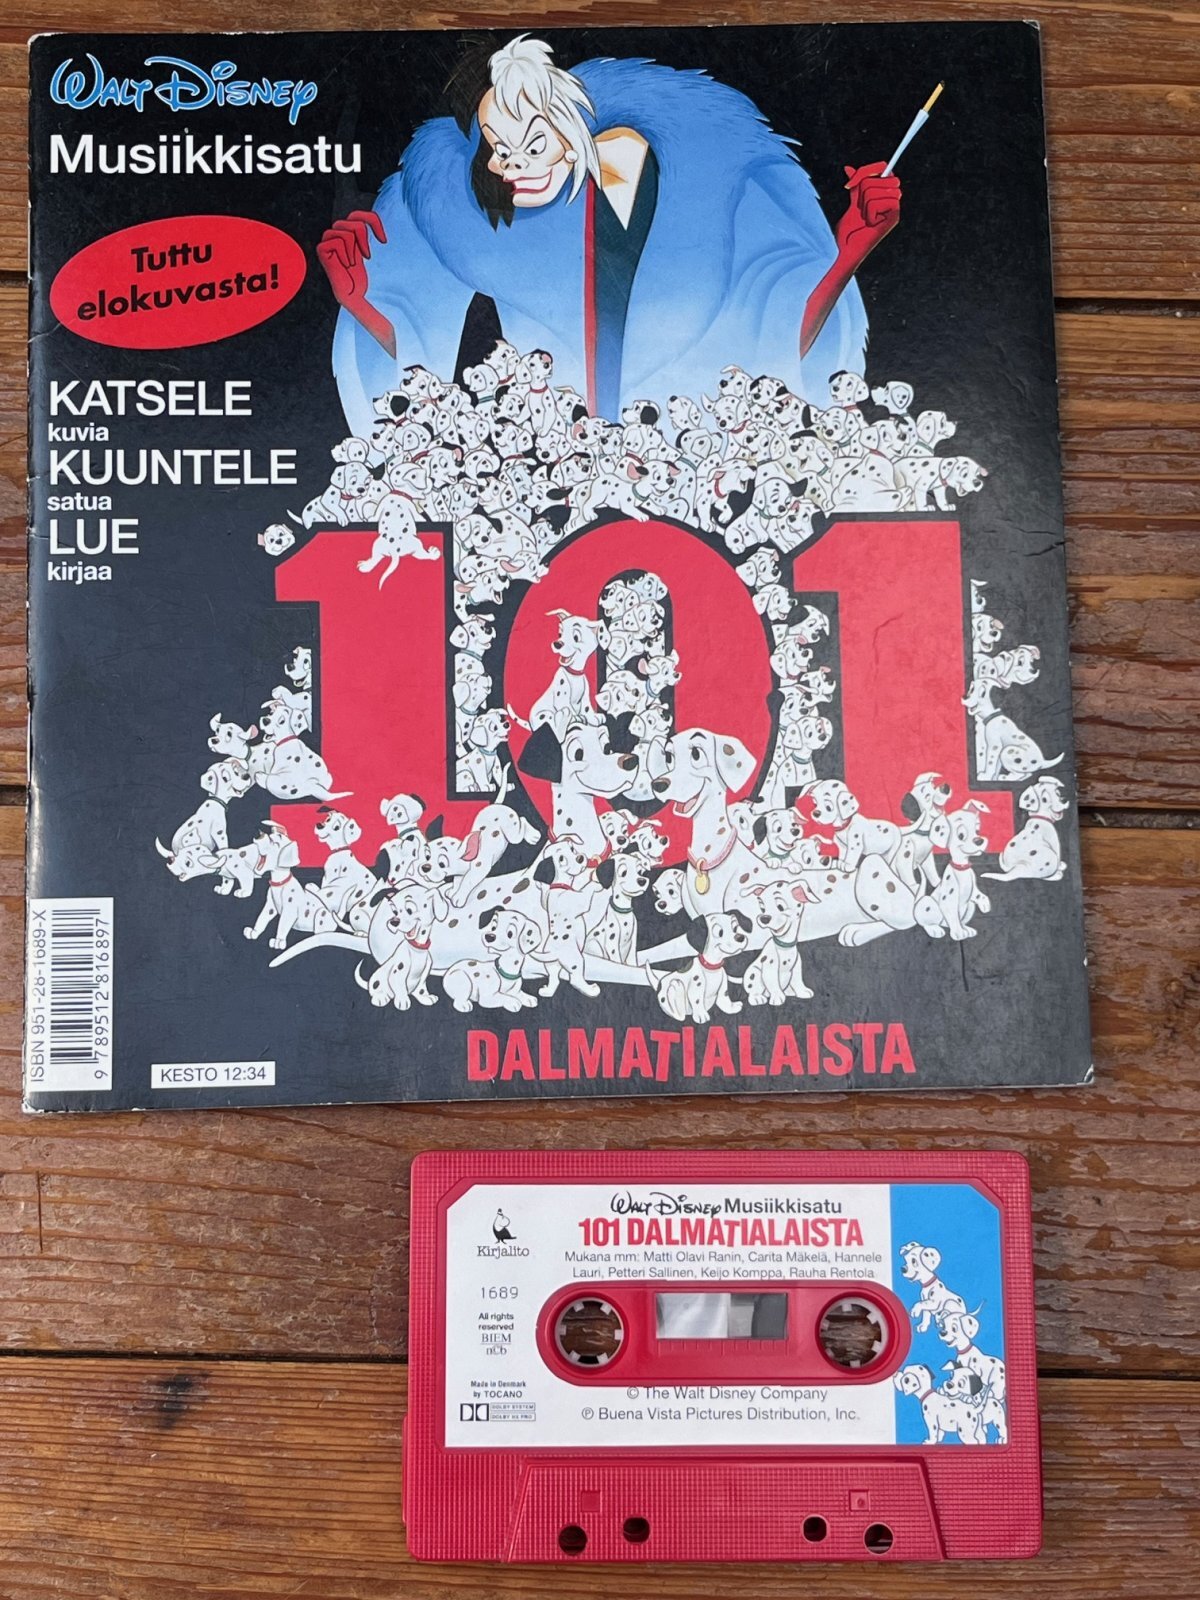 Walt Disney
Musiikkisatu
Tuttu
elokuvasta!
KATSELE
kuvia
KUUNTELE
satua
LUE
kirjaa
101
DALMATIALAISTA
ISBN 951-28-1689-X
9 789512 816897
KESTO 12:34
Walt Disney Musiikkisatu
101 DALMATIALAISTA
Mukana mm: Matti Olavi Ranin, Carita Mäkelä, Hannele
Lauri, Petteri Sallinen, Keijo Komppa, Rauha Rentola
Kirjalito
1689
All rights
reserved
BIEM
n©b
Made in Denmark
by TOCANO
DOLBY SYSTEM
DOLBY HX PRO
© The Walt Disney Company
℗ Buena Vista Pictures Distribution, Inc.